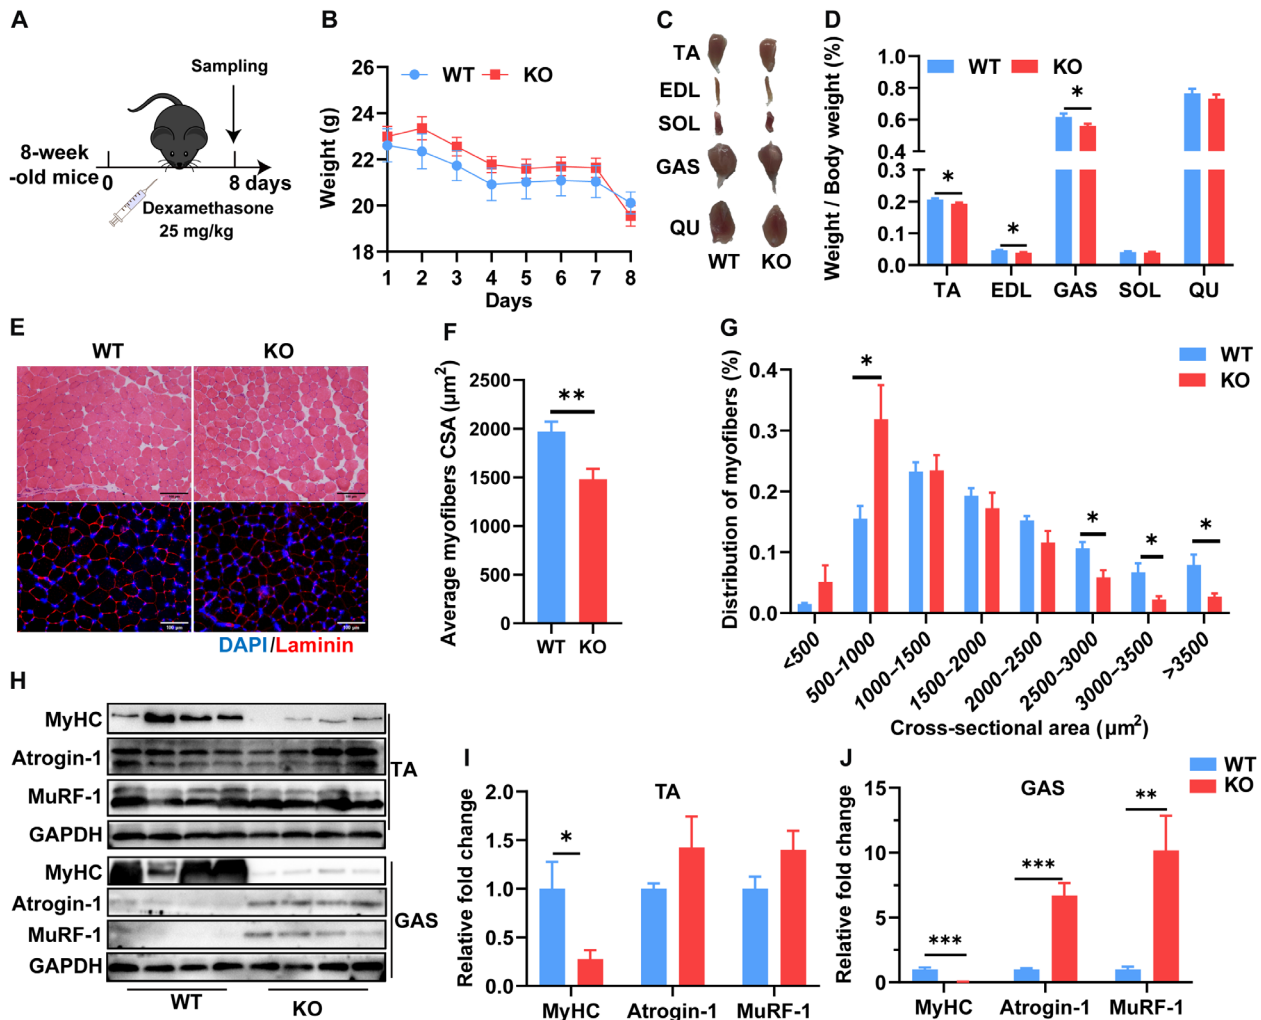 A
Sampling
8-week
-old mice
0
8 days
Dexamethasone
25 mg/kg
B
WT
KO
Weight (g)
26
24
22
20
18
1 2 3 4 5 6 7 8
Days
C
TA
EDL
SOL
GAS
QU
WT KO
D
WT
KO
Weight / Body weight (%)
1.0
0.8
0.6
0.4
0.3
0.2
0.1
0.0
*
*
*
TA EDL GAS SOL QU
E
WT KO
100 μm
100 μm
DAPI/Laminin
F
Average myofibers CSA (μm²)
2500
2000
1500
1000
500
0
**
WT KO
G
WT
KO
Distribution of myofibers (%)
0.4
0.3
0.2
0.1
0.0
*
*
*
*
<500
500–1000
1000–1500
1500–2000
2000–2500
2500–3000
3000–3500
>3500
Cross-sectional area (μm²)
H
MyHC
Atrogin-1
MuRF-1
GAPDH
TA
MyHC
Atrogin-1
MuRF-1
GAPDH
GAS
WT KO
I
TA
Relative fold change
2.0
1.5
1.0
0.5
0.0
*
MyHC Atrogin-1 MuRF-1
J
GAS
WT
KO
Relative fold change
15
10
5
0
***
***
**
MyHC Atrogin-1 MuRF-1